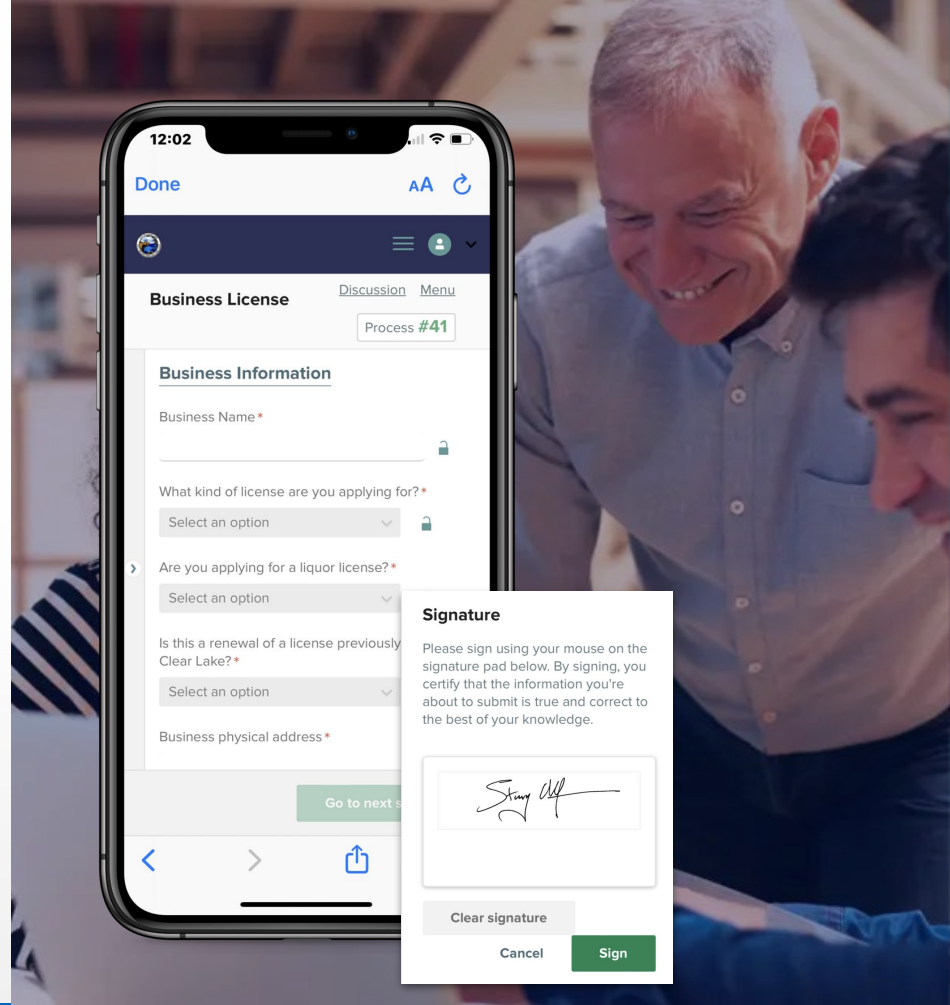 12:02
Done
AA
Business License
Discussion Menu
Process #41
Business Information
Business Name*
What kind of license are you applying for?*
Select an option
Are you applying for a liquor license?*
Select an option
Is this a renewal of a license previously
Clear Lake?*
Select an option
Business physical address*
Go to next s
Signature
Please sign using your mouse on the
signature pad below. By signing, you
certify that the information you're
about to submit is true and correct to
the best of your knowledge.
Clear signature
Cancel Sign